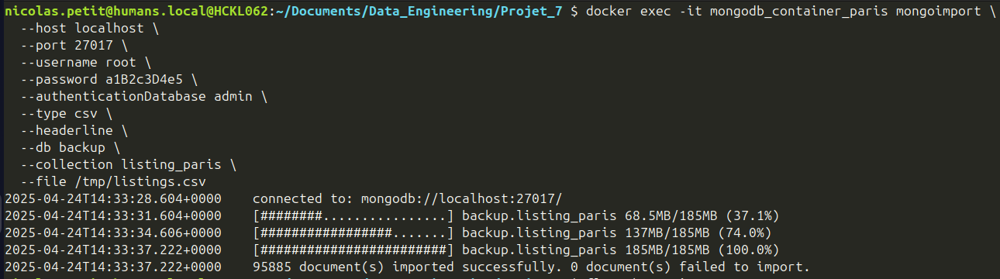 nicolas.petit@humans.local@HCKL062:~/Documents/Data_Engineering/Projet_7 $ docker exec -it mongodb_container_paris mongoimport \
  --host localhost \
  --port 27017 \
  --username root \
  --password a1B2c3D4e5 \
  --authenticationDatabase admin \
  --type csv \
  --headerline \
  --db backup \
  --collection listing_paris \
  --file /tmp/listings.csv
2025-04-24T14:33:28.604+0000    connected to: mongodb://localhost:27017/
2025-04-24T14:33:31.604+0000    [########................] backup.listing_paris 68.5MB/185MB (37.1%)
2025-04-24T14:33:34.606+0000    [#################.......] backup.listing_paris 137MB/185MB (74.0%)
2025-04-24T14:33:37.222+0000    [########################] backup.listing_paris 185MB/185MB (100.0%)
2025-04-24T14:33:37.222+0000    95885 document(s) imported successfully. 0 document(s) failed to import.